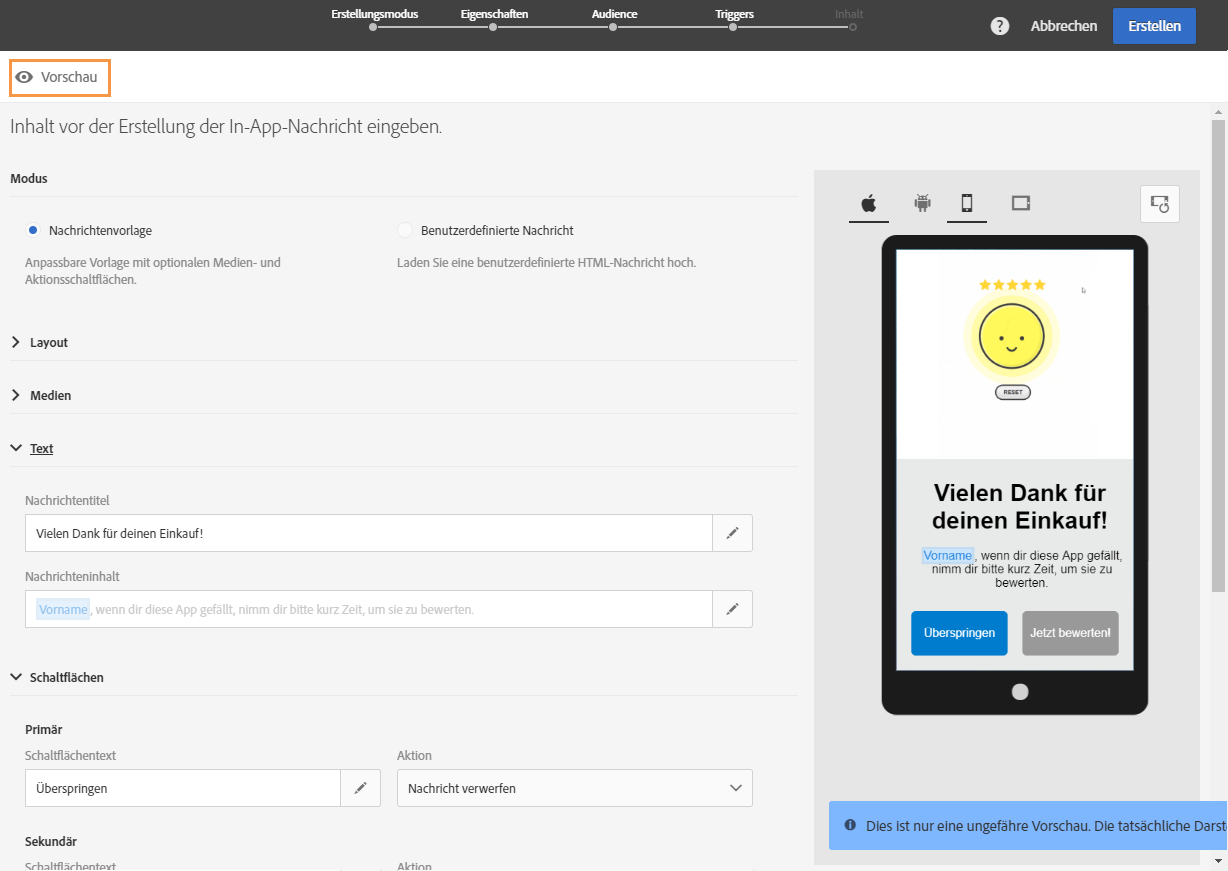 Erstellungsmodus Eigenschaften Audience Triggers Inhalt
? Abbrechen Erstellen
Vorschau
Inhalt vor der Erstellung der In-App-Nachricht eingeben.
Modus
Nachrichtenvorlage
Anpassbare Vorlage mit optionalen Medien- und
Aktionsschaltflächen.
Benutzerdefinierte Nachricht
Laden Sie eine benutzerdefinierte HTML-Nachricht hoch.
Layout
Medien
Text
Nachrichtentitel
Vielen Dank für deinen Einkauf!
Nachrichteninhalt
Vorname, wenn dir diese App gefällt, nimm dir bitte kurz Zeit, um sie zu bewerten.
Schaltflächen
Primär
Schaltflächentext Aktion
Überspringen Nachricht verwerfen
Sekundär
Schaltflächentext Aktion
RESET
Vielen Dank für
deinen Einkauf!
Vorname, wenn dir diese App gefällt,
nimm dir bitte kurz Zeit, um sie zu
bewerten.
Überspringen Jetzt bewerten!
Dies ist nur eine ungefähre Vorschau. Die tatsächliche Darst